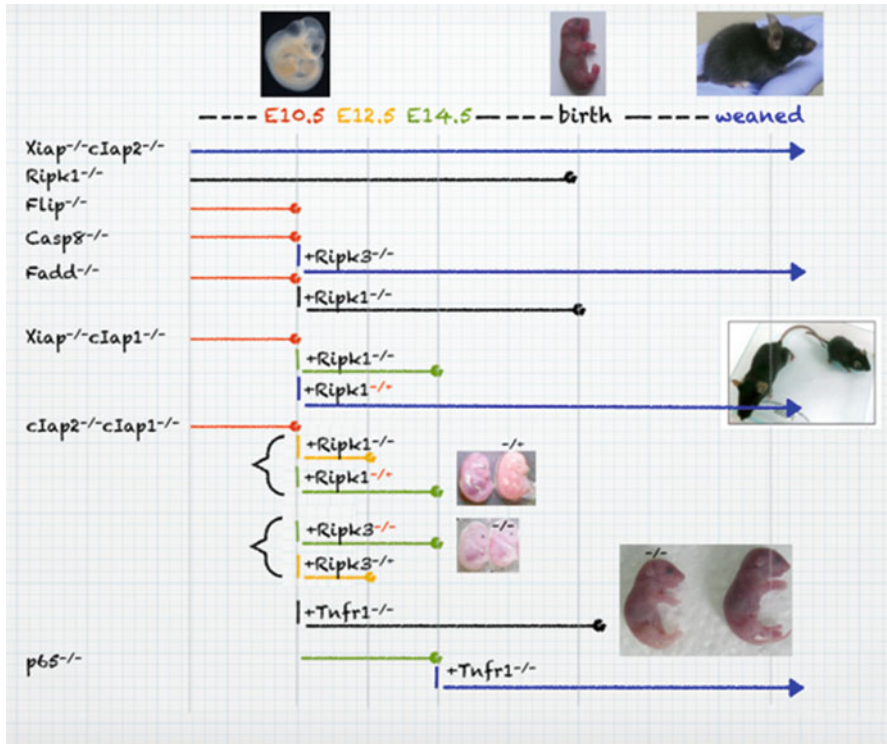 E10.5 E12.5 E14.5 birth weaned
Xiap-/-cIap2-/-
Ripk1-/-
Flip-/-
Casp8-/-
+Ripk3-/-
Fadd-/-
+Ripk1-/-
Xiap-/-cIap1-/-
+Ripk1-/-
+Ripk1-/+
cIap2-/-cIap1-/-
+Ripk1-/-
-/+
+Ripk1-/+
+Ripk3-/-
-/-
+Ripk3-/+
-/-
+Tnfr1-/-
p65-/-
+Tnfr1-/-